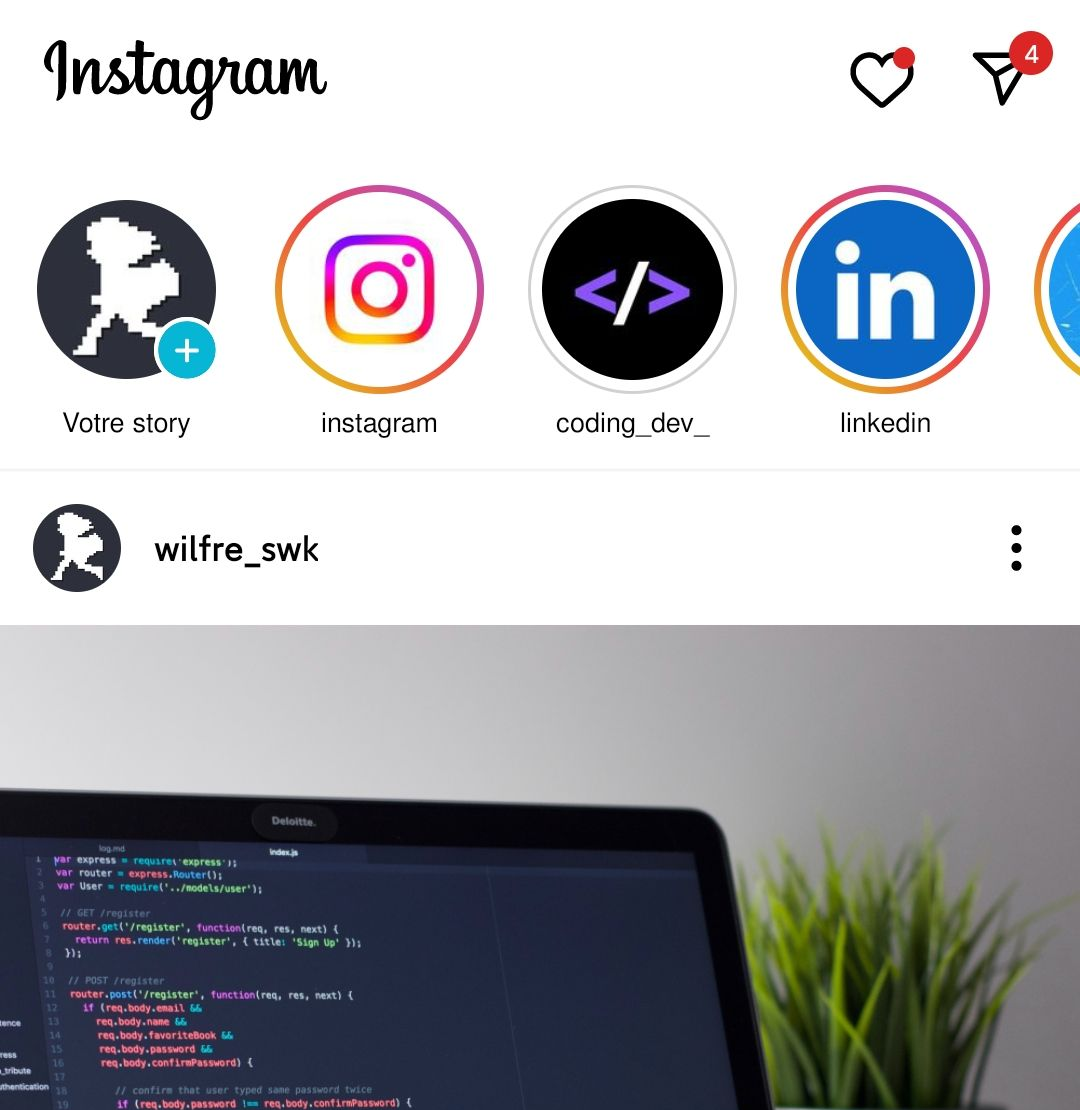 Instagram
4
</>
in
Votre story
instagram
coding_dev_
linkedin
wilfre_swk
Deloitte.
log.md
index.js
1 var express = require('express');
2 var router = express.Router();
3 var User = require('../models/user');
4
5 // GET /register
6 router.get('/register', function(req, res, next) {
7 return res.render('register', { title: 'Sign Up' });
8 });
9
10 // POST /register
11 router.post('/register', function(req, res, next) {
12 if (req.body.email &&
13 req.body.name &&
14 req.body.favoriteBook &&
15 req.body.password &&
16 req.body.confirmPassword) {
17
18 // confirm that user typed same password twice
19 if (req.body.password !== req.body.confirmPassword) {